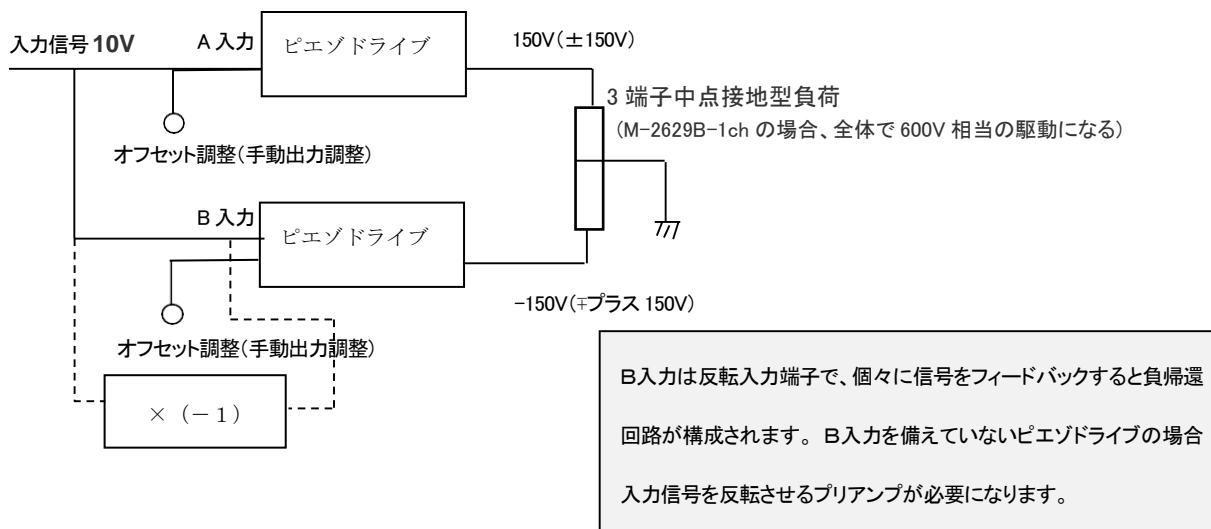 入力信号10V
A 入力
ピエゾドライブ
150V(±150V)
3 端子中点接地型負荷
(M-2629B-1ch の場合、全体で 600V 相当の駆動になる)
オフセット調整(手動出力調整)
B 入力
ピエゾドライブ
-150V(∓プラス 150V)
オフセット調整(手動出力調整)
×(-1)
B入力は反転入力端子で、個々に信号をフィードバックすると負帰還
回路が構成されます。 B入力を備えていないピエゾドライブの場合
入力信号を反転させるプリアンプが必要になります。